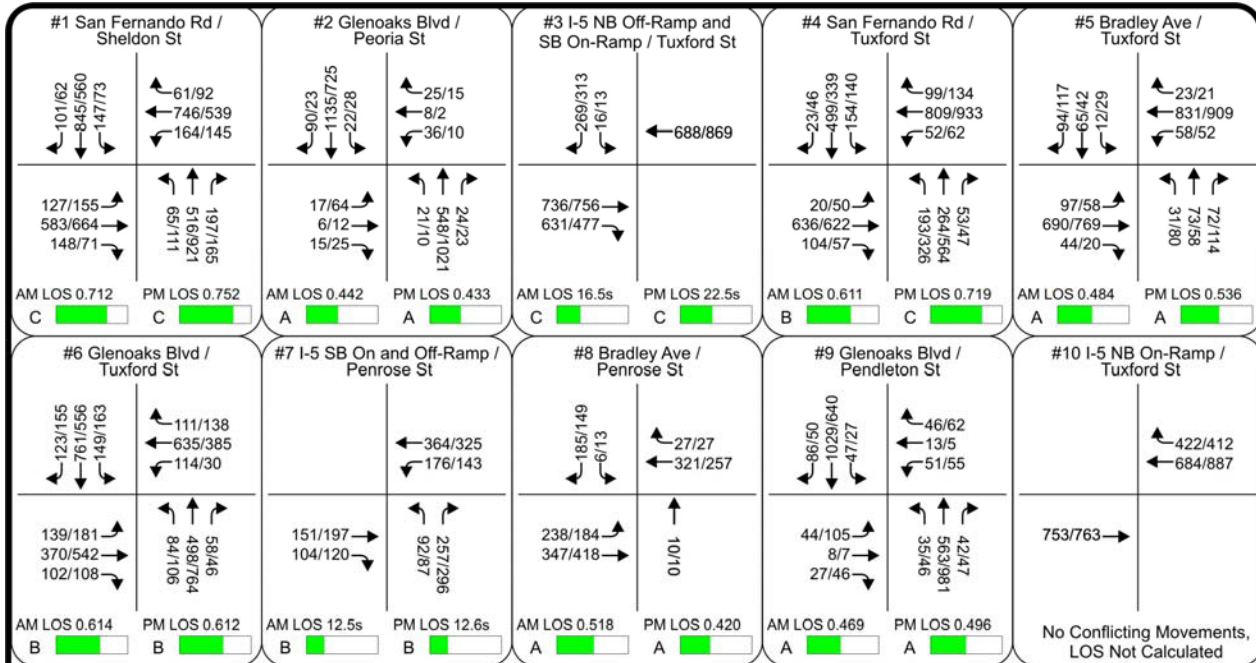 #1 San Fernando Rd /
Sheldon St
101/62
845/560
147/73
61/92
746/539
164/145
127/155
583/664
148/71
65/111
516/921
197/165
AM LOS 0.712
PM LOS 0.752
C
C
#2 Glenoaks Blvd /
Peoria St
90/23
1135/725
22/28
25/15
8/2
36/10
17/64
6/12
15/25
21/10
548/1021
24/23
AM LOS 0.442
PM LOS 0.433
A
A
#3 I-5 NB Off-Ramp and
SB On-Ramp / Tuxford St
269/313
16/13
688/869
736/756
631/477
AM LOS 16.5s
PM LOS 22.5s
C
C
#4 San Fernando Rd /
Tuxford St
23/46
499/339
154/140
99/134
809/933
52/62
20/50
636/622
104/57
193/326
264/564
53/47
AM LOS 0.611
PM LOS 0.719
B
C
#5 Bradley Ave /
Tuxford St
94/117
65/42
12/29
23/21
831/909
58/52
97/58
690/769
44/20
31/80
73/58
72/114
AM LOS 0.484
PM LOS 0.536
A
A
#6 Glenoaks Blvd /
Tuxford St
123/155
761/556
149/163
111/138
635/385
114/30
139/181
370/542
102/108
84/106
498/764
58/46
AM LOS 0.614
PM LOS 0.612
B
B
#7 I-5 SB On and Off-Ramp /
Penrose St
364/325
176/143
151/197
104/120
92/87
257/296
AM LOS 12.5s
PM LOS 12.6s
B
B
#8 Bradley Ave /
Penrose St
185/149
6/13
27/27
321/257
238/184
347/418
10/10
AM LOS 0.518
PM LOS 0.420
A
A
#9 Glenoaks Blvd /
Pendleton St
86/50
1029/640
47/27
46/62
13/5
51/55
44/105
8/7
27/46
35/46
563/981
42/47
AM LOS 0.469
PM LOS 0.496
A
A
#10 I-5 NB On-Ramp /
Tuxford St
422/412
684/887
753/763
No Conflicting Movements,
LOS Not Calculated